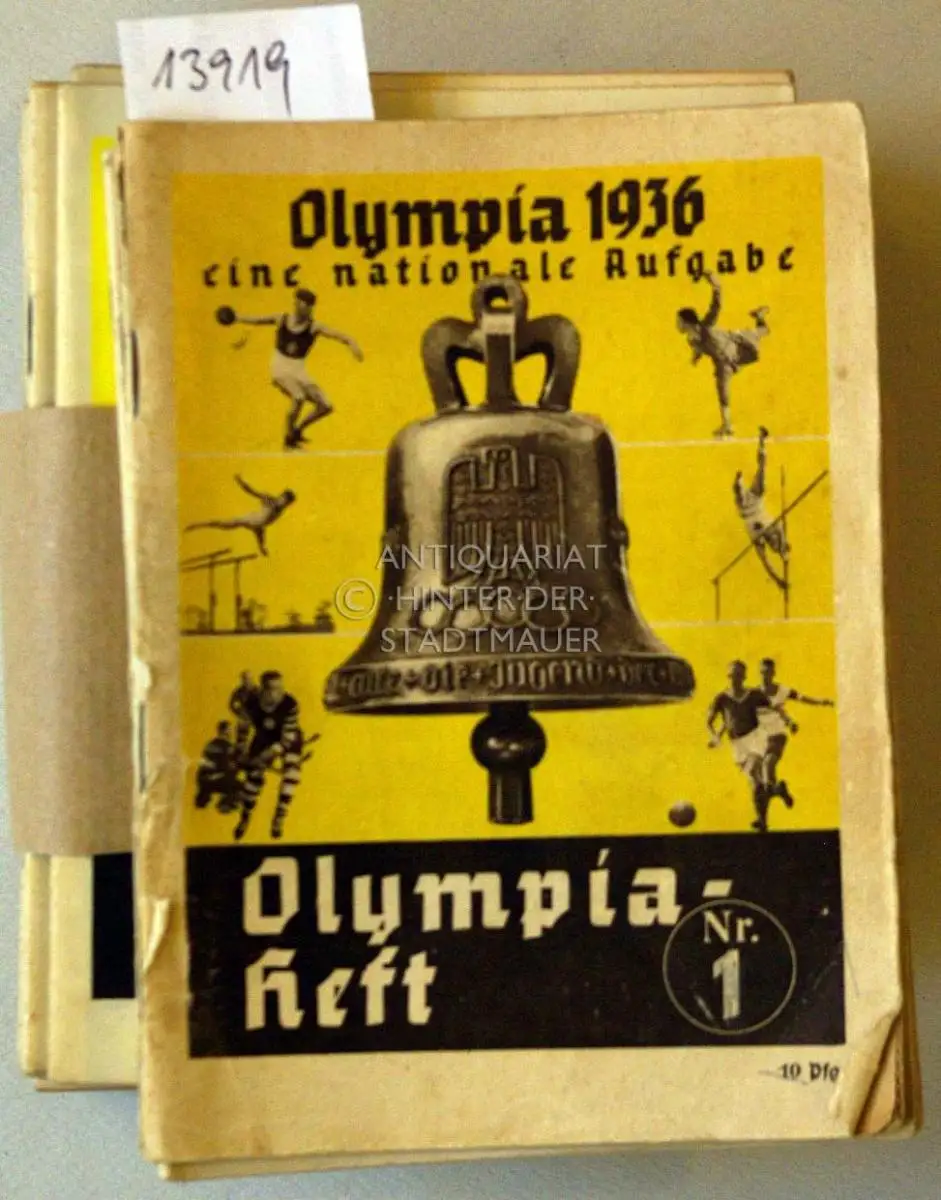 13919
Olympia 1936
eine nationale Aufgabe
ANTIQUARIAT
© ·HINTER·DER·
STADTMAUER
Olympia-
Heft
Nr.
1
10 Pfg